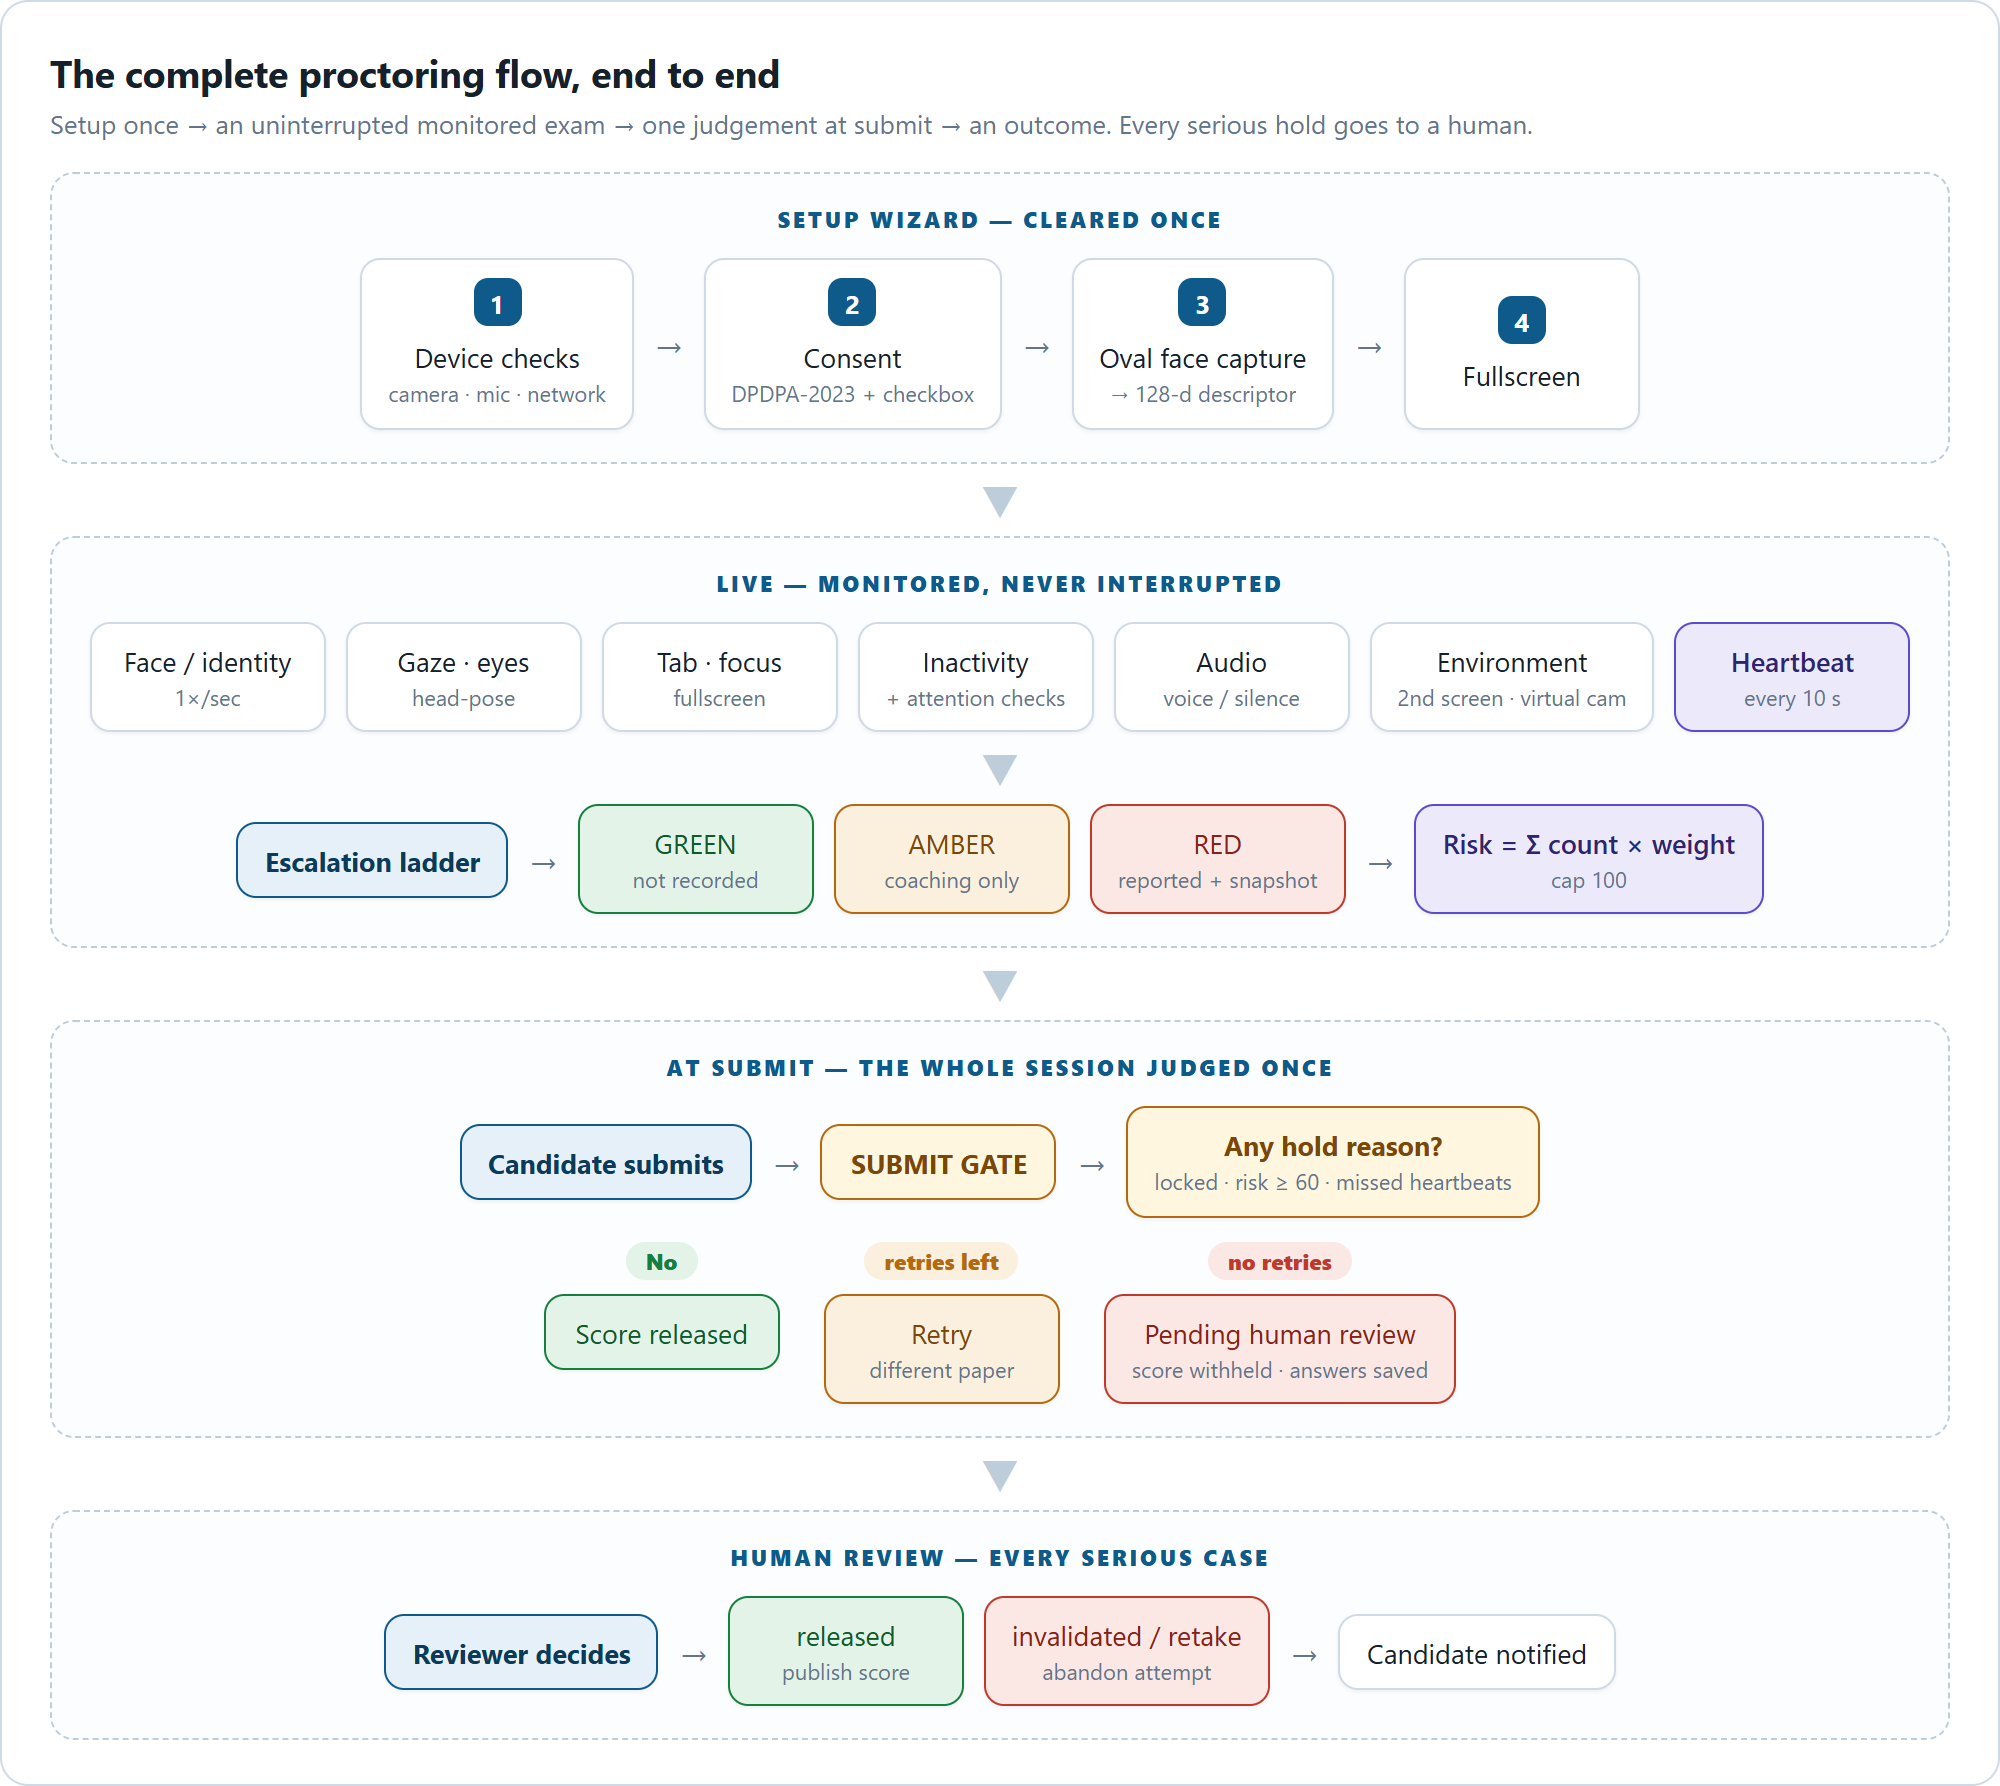 The complete proctoring flow, end to end
Setup once → an uninterrupted monitored exam → one judgement at submit → an outcome. Every serious hold goes to a human.
SETUP WIZARD — CLEARED ONCE
1
Device checks
camera · mic · network
→
2
Consent
DPDPA-2023 + checkbox
→
3
Oval face capture
→ 128-d descriptor
→
4
Fullscreen
LIVE — MONITORED, NEVER INTERRUPTED
Face / identity
1×/sec
Gaze · eyes
head-pose
Tab · focus
fullscreen
Inactivity
+ attention checks
Audio
voice / silence
Environment
2nd screen · virtual cam
Heartbeat
every 10 s
Escalation ladder
→
GREEN
not recorded
AMBER
coaching only
RED
reported + snapshot
→
Risk = Σ count × weight
cap 100
AT SUBMIT — THE WHOLE SESSION JUDGED ONCE
Candidate submits
→
SUBMIT GATE
→
Any hold reason?
locked · risk ≥ 60 · missed heartbeats
No
Score released
retries left
Retry
different paper
no retries
Pending human review
score withheld · answers saved
HUMAN REVIEW — EVERY SERIOUS CASE
Reviewer decides
→
released
publish score
invalidated / retake
abandon attempt
→
Candidate notified